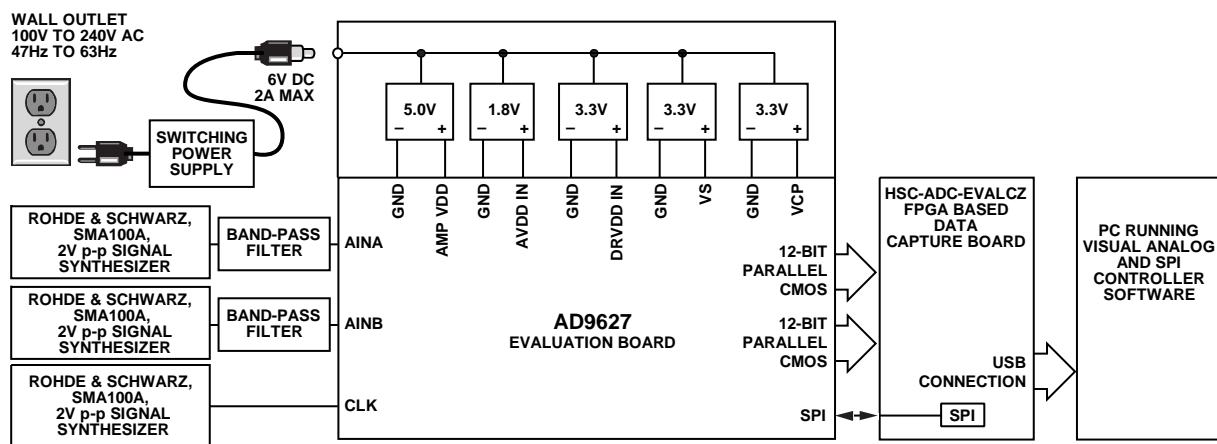 WALL OUTLET
100V TO 240V AC
47Hz TO 63Hz
6V DC
2A MAX
SWITCHING
POWER
SUPPLY
5.0V
– +
1.8V
– +
3.3V
– +
3.3V
– +
3.3V
– +
GND
AMP VDD
GND
AVDD IN
GND
DRVDD IN
GND
VS
GND
VCP
ROHDE & SCHWARZ,
SMA100A,
2V p-p SIGNAL
SYNTHESIZER
BAND-PASS
FILTER
AINA
ROHDE & SCHWARZ,
SMA100A,
2V p-p SIGNAL
SYNTHESIZER
BAND-PASS
FILTER
AINB
ROHDE & SCHWARZ,
SMA100A,
2V p-p SIGNAL
SYNTHESIZER
CLK
AD9627
EVALUATION BOARD
12-BIT
PARALLEL
CMOS
12-BIT
PARALLEL
CMOS
SPI
HSC-ADC-EVALCZ
FPGA BASED
DATA
CAPTURE BOARD
USB
CONNECTION
SPI
PC RUNNING
VISUAL ANALOG
AND SPI
CONTROLLER
SOFTWARE